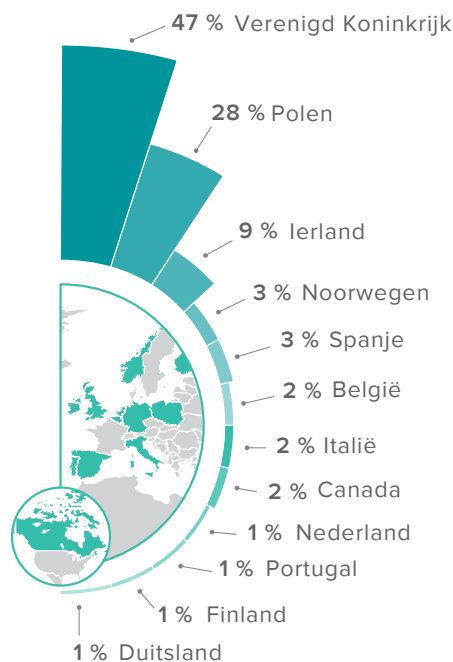 47 % Verenigd Koninkrijk
28 % Polen
9 % Ierland
3 % Noorwegen
3 % Spanje
2 % België
2 % Italië
2 % Canada
1 % Nederland
1 % Portugal
1 % Finland
1 % Duitsland